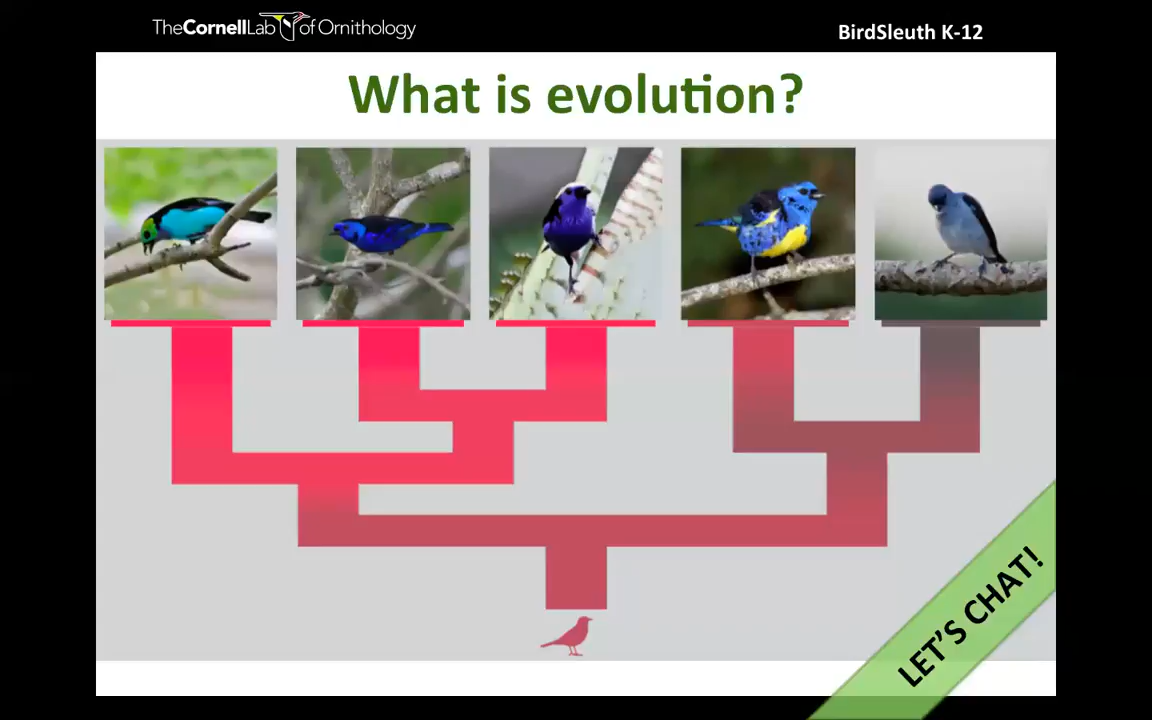 TheCornellLab of Ornithology
BirdSleuth K-12
What is evolution?
LET'S CHAT!